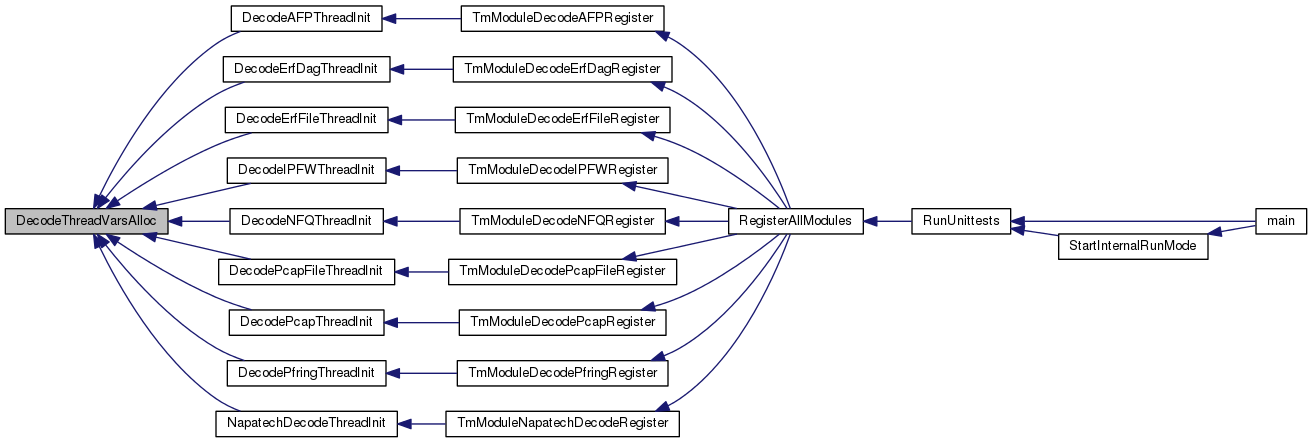 DecodeAFPThreadInit
TmModuleDecodeAFPRegister
DecodeErfDagThreadInit
TmModuleDecodeErfDagRegister
DecodeErfFileThreadInit
TmModuleDecodeErfFileRegister
DecodeIPFWThreadInit
TmModuleDecodeIPFWRegister
DecodeThreadVarsAlloc
DecodeNFQThreadInit
TmModuleDecodeNFQRegister
RegisterAllModules
RunUnittests
main
StartInternalRunMode
DecodePcapFileThreadInit
TmModuleDecodePcapFileRegister
DecodePcapThreadInit
TmModuleDecodePcapRegister
DecodePfringThreadInit
TmModuleDecodePfringRegister
NapatechDecodeThreadInit
TmModuleNapatechDecodeRegister